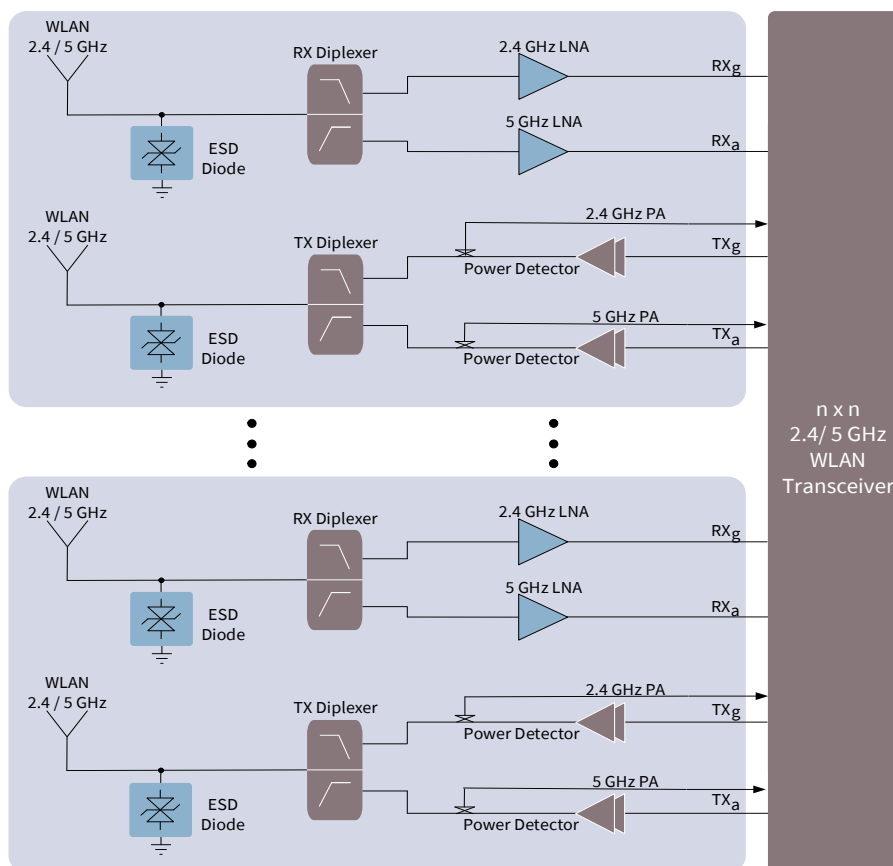 WLAN
2.4 / 5 GHz
RX Diplexer
2.4 GHz LNA
RXg
5 GHz LNA
RXa
ESD
Diode
WLAN
2.4 / 5 GHz
TX Diplexer
2.4 GHz PA
TXg
Power Detector
5 GHz PA
TXa
Power Detector
ESD
Diode
n x n
2.4/ 5 GHz
WLAN
Transceiver
WLAN
2.4 / 5 GHz
RX Diplexer
2.4 GHz LNA
RXg
5 GHz LNA
RXa
ESD
Diode
WLAN
2.4 / 5 GHz
TX Diplexer
2.4 GHz PA
TXg
Power Detector
5 GHz PA
TXa
Power Detector
ESD
Diode